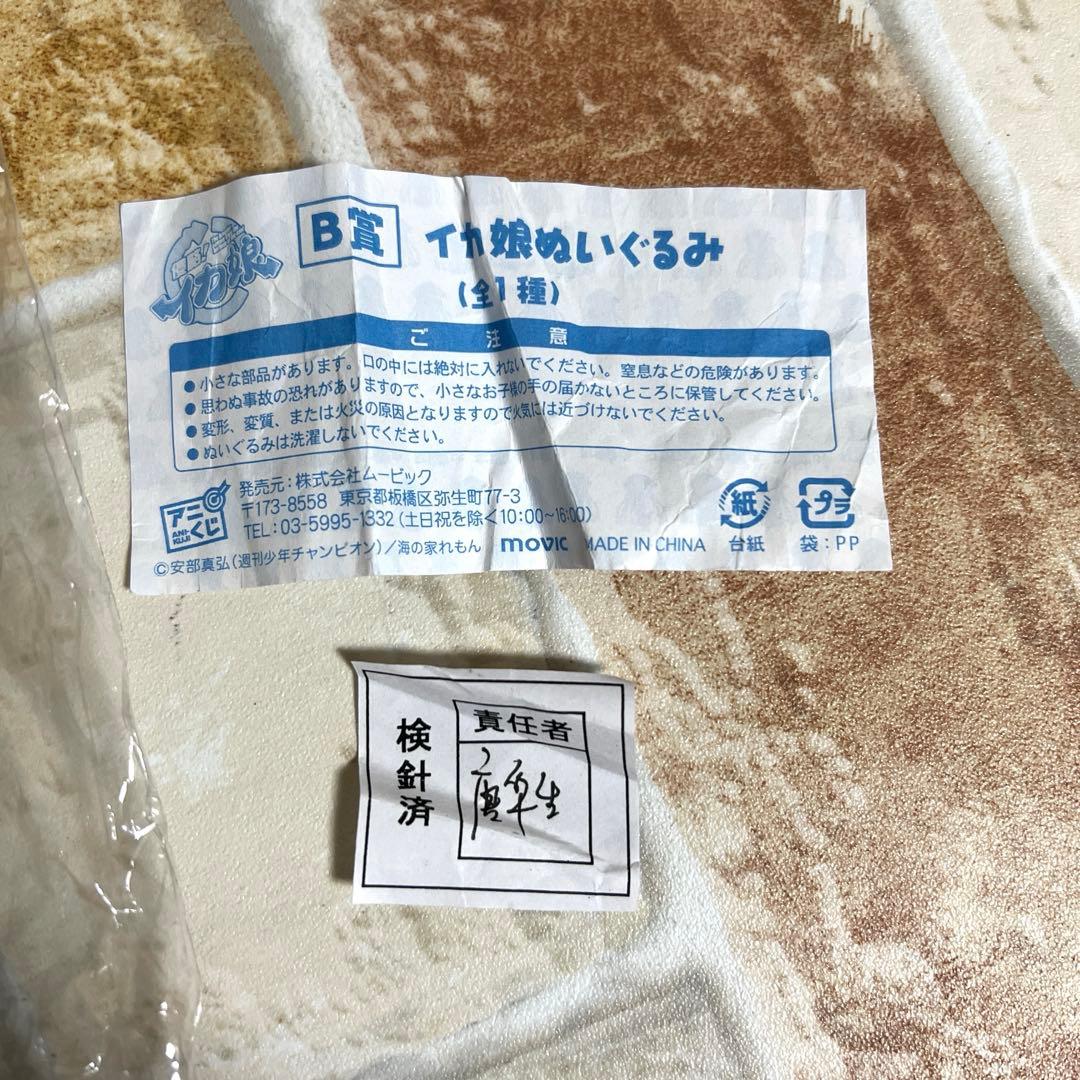 侵略！イカ娘
B賞 イカ娘ぬいぐるみ
(全1種)
ご注意
●小さな部品があります。口の中には絶対に入れないでください。窒息などの危険があります。
●思わぬ事故の恐れがありますので、小さなお子様の手の届かないところに保管してください。
●変形、変質、または火災の原因となりますので火気には近づけないでください。
●ぬいぐるみは洗濯しないでください。
アニくじ
ANI-KUJI
発売元：株式会社ムービック
〒173-8558 東京都板橋区弥生町77-3
TEL：03-5995-1332（土日祝を除く10:00~16:00）
©安部真弘（週刊少年チャンピオン）／海の家れもん movic MADE IN CHINA
紙
台紙
プラ
袋：PP
検針済
責任者